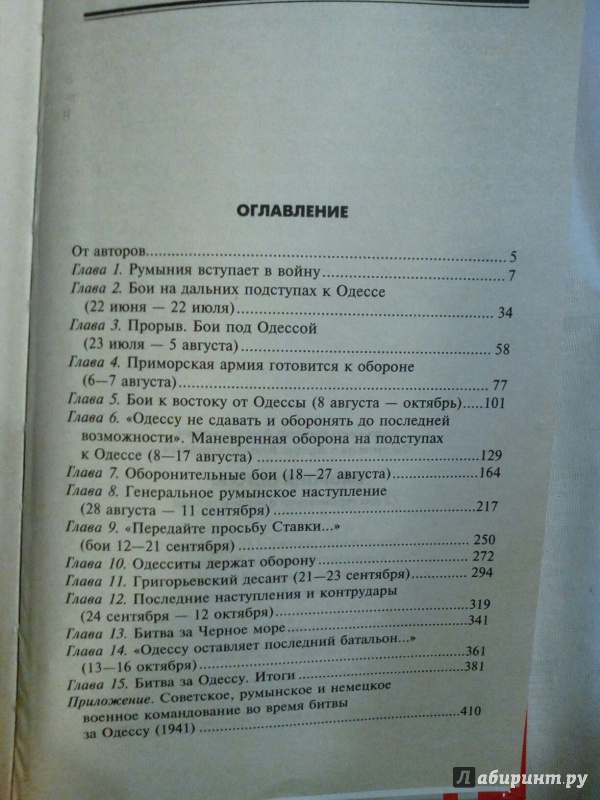 ОГЛАВЛЕНИЕ
От авторов..........5
Глава 1. Румыния вступает в войну..........7
Глава 2. Бои на дальних подступах к Одессе
(22 июня — 22 июля)..........34
Глава 3. Прорыв. Бои под Одессой
(23 июля — 5 августа)..........58
Глава 4. Приморская армия готовится к обороне
(6—7 августа)..........77
Глава 5. Бои к востоку от Одессы (8 августа — октябрь).....101
Глава 6. «Одессу не сдавать и оборонять до последней
возможности». Маневренная оборона на подступах
к Одессе (8—17 августа)..........129
Глава 7. Оборонительные бои (18—27 августа)..........164
Глава 8. Генеральное румынское наступление
(28 августа — 11 сентября)..........217
Глава 9. «Передайте просьбу Ставки...»
(бои 12—21 сентября)..........250
Глава 10. Одесситы держат оборону..........272
Глава 11. Григорьевский десант (21—23 сентября)..........294
Глава 12. Последние наступления и контрудары
(24 сентября — 12 октября)..........319
Глава 13. Битва за Черное море..........341
Глава 14. «Одессу оставляет последний батальон...»
(13—16 октября)..........361
Глава 15. Битва за Одессу. Итоги..........381
Приложение. Советское, румынское и немецкое
военное командование во время битвы
за Одессу (1941)..........410
Лабиринт.ру